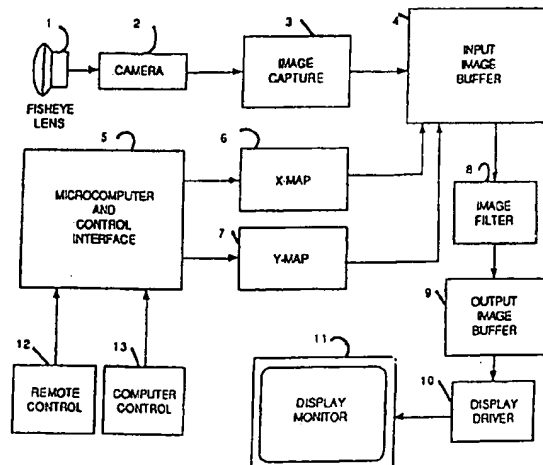 1
2
3
4
FISHEYE
LENS
CAMERA
IMAGE
CAPTURE
INPUT
IMAGE
BUFFER
5
6
7
8
MICROCOMPUTER
AND
CONTROL
INTERFACE
X-MAP
Y-MAP
IMAGE
FILTER
9
OUTPUT
IMAGE
BUFFER
12
13
11
10
REMOTE
CONTROL
COMPUTER
CONTROL
DISPLAY
MONITOR
DISPLAY
DRIVER